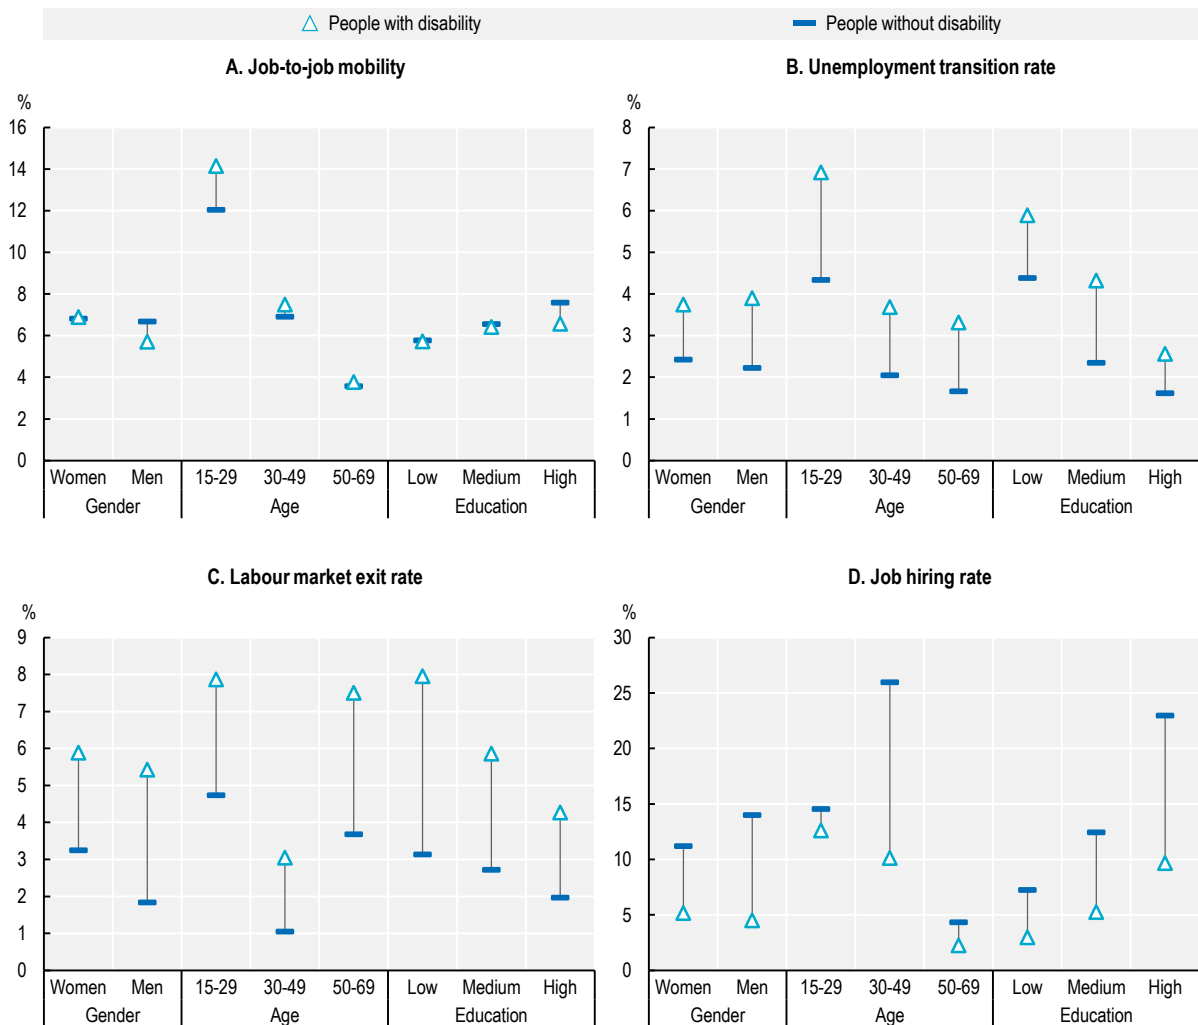 People with disability
People without disability
A. Job-to-job mobility
%
16
14
12
10
8
6
4
2
0
Women Men 15-29 30-49 50-69 Low Medium High
Gender Age Education
B. Unemployment transition rate
%
8
7
6
5
4
3
2
1
0
Women Men 15-29 30-49 50-69 Low Medium High
Gender Age Education
C. Labour market exit rate
%
9
8
7
6
5
4
3
2
1
0
Women Men 15-29 30-49 50-69 Low Medium High
Gender Age Education
D. Job hiring rate
%
30
25
20
15
10
5
0
Women Men 15-29 30-49 50-69 Low Medium High
Gender Age Education